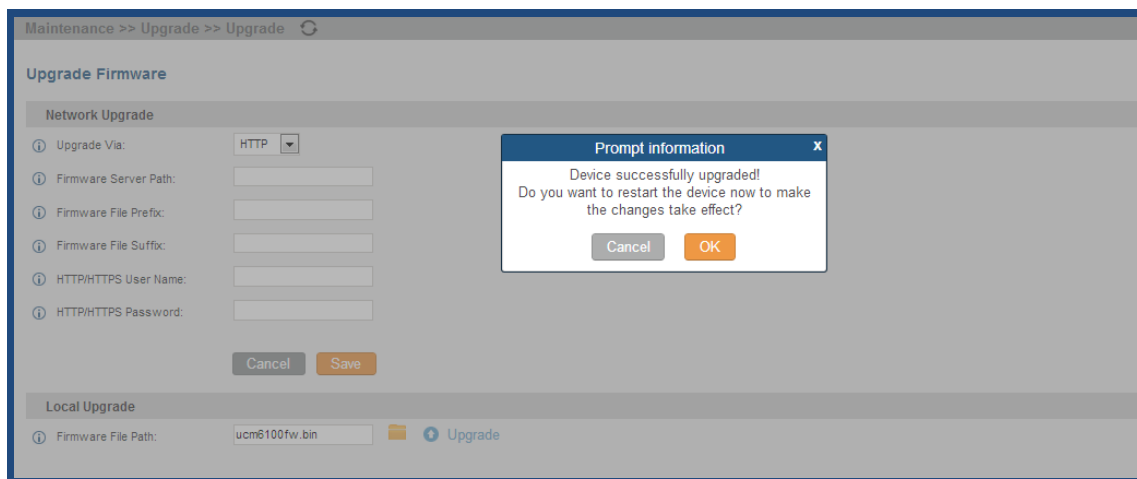 Maintenance >> Upgrade >> Upgrade
Upgrade Firmware
Network Upgrade
Upgrade Via:
HTTP
Firmware Server Path:
Firmware File Prefix:
Firmware File Suffix:
HTTP/HTTPS User Name:
HTTP/HTTPS Password:
Cancel Save
Local Upgrade
Firmware File Path:
ucm6100fw.bin
Upgrade
Prompt information
x
Device successfully upgraded!
Do you want to restart the device now to make
the changes take effect?
Cancel OK